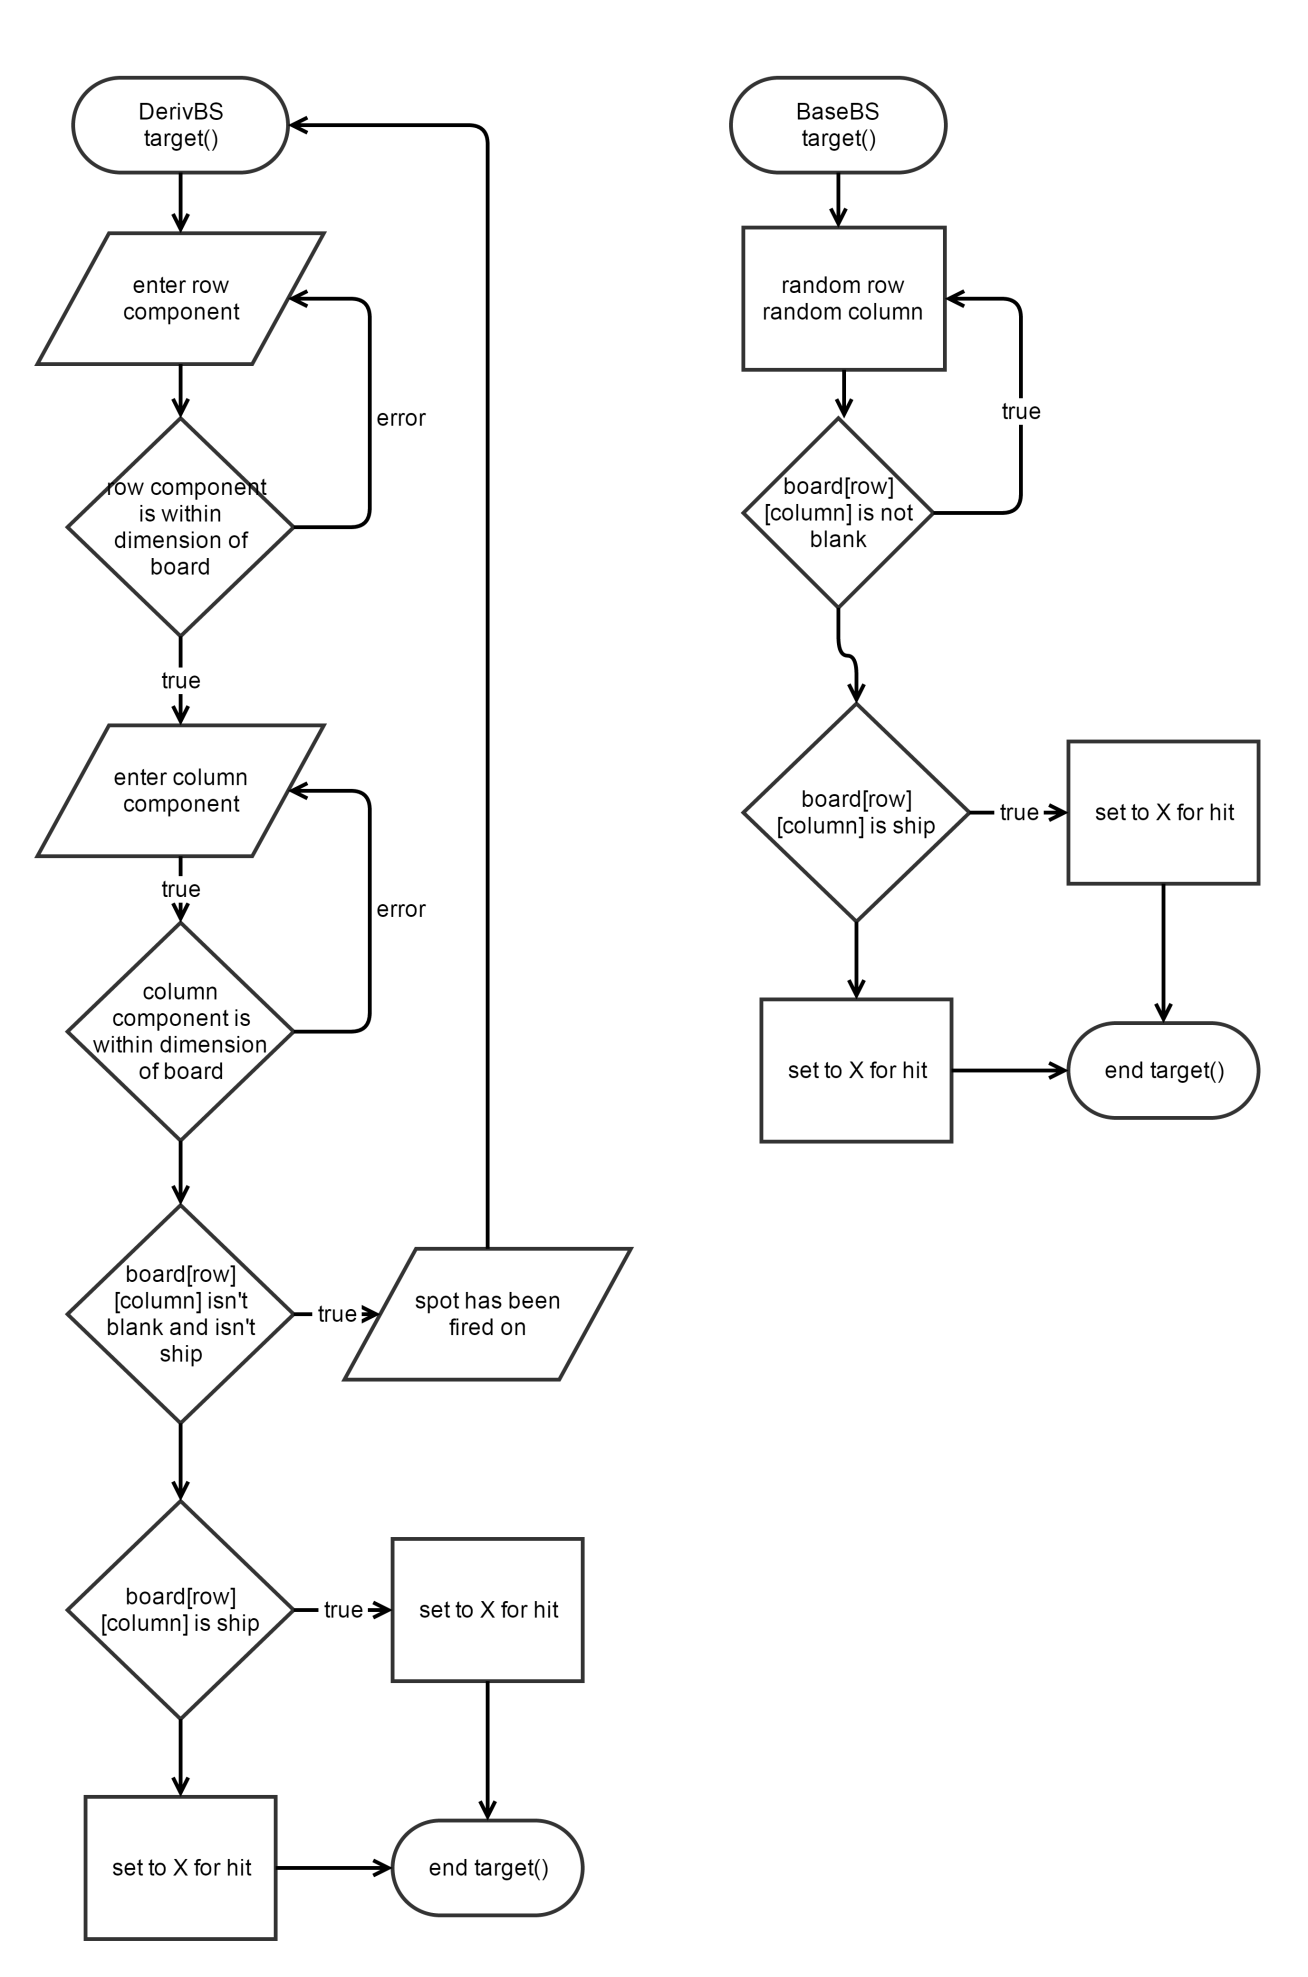 DerivBS
target()
enter row
component
error
row component
is within
dimension of
board
true
enter column
component
true
error
column
component is
within dimension
of board
board[row]
[column] isn't
blank and isn't
ship
true
spot has been
fired on
board[row]
[column] is ship
true
set to X for hit
set to X for hit
end target()
BaseBS
target()
random row
random column
true
board[row]
[column] is not
blank
board[row]
[column] is ship
true
set to X for hit
set to X for hit
end target()